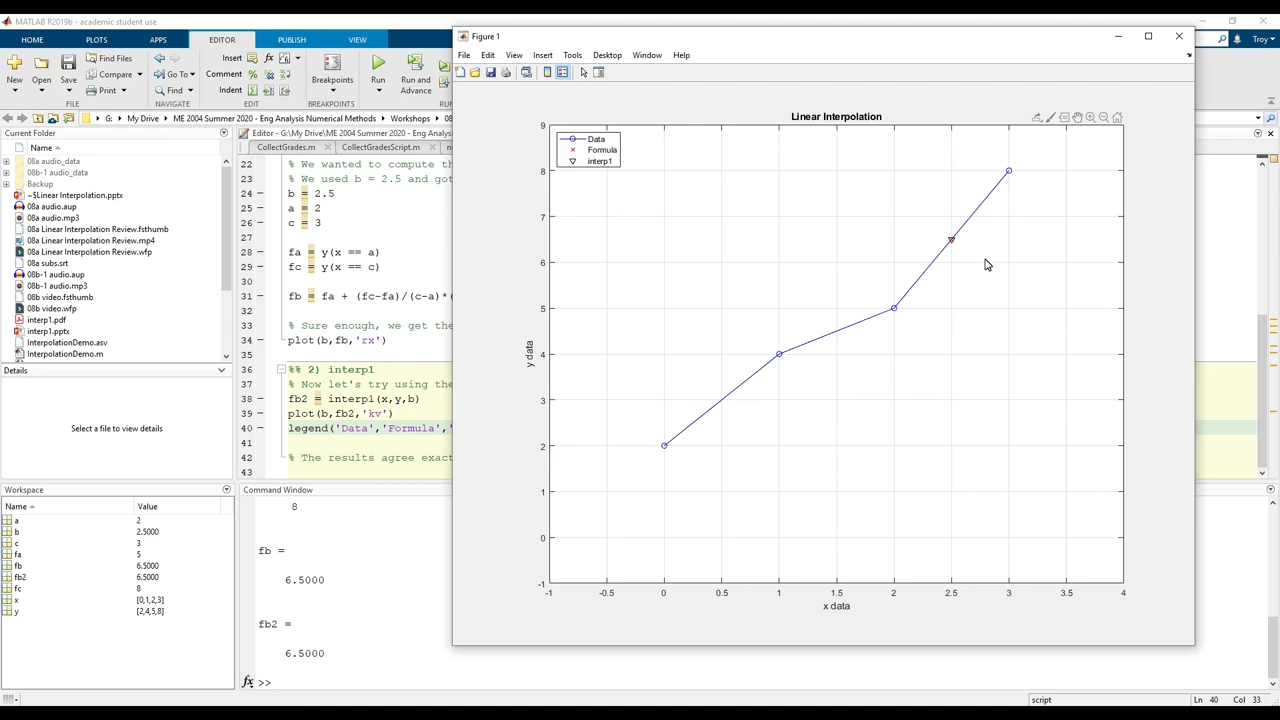 MATLAB R2019b - academic student use
HOME PLOTS APPS EDITOR PUBLISH VIEW
Troy
New Open Save
Find Files
Compare
Print
Go To
Find
Insert
Comment
Indent
Breakpoints
Run
Run and
Advance
FILE NAVIGATE EDIT BREAKPOINTS
G: My Drive ME 2004 Summer 2020 - Eng Analysis Numerical Methods Workshops
Current Folder
Name
08a audio_data
08b-1 audio_data
Backup
~$Linear Interpolation.pptx
08a audio.aup
08a audio.mp3
08a Linear Interpolation Review.fsthumb
08a Linear Interpolation Review.mp4
08a Linear Interpolation Review.wfp
08a subs.srt
08b-1 audio.aup
08b-1 audio.mp3
08b video.fsthumb
08b video.wfp
interp1.pdf
interp1.pptx
InterpolationDemo.asv
InterpolationDemo.m
Details
Select a file to view details
Workspace
Name Value
a 2
b 2.5000
c 3
fa 5
fb 6.5000
fb2 6.5000
fc 8
x [0,1,2,3]
y [2,4,5,8]
Editor - G:\My Drive\ME 2004 Summer 2020 - Eng Analys
CollectGrades.m CollectGradesScript.m
22 % We wanted to compute th
23 % We used b = 2.5 and got
24 b = 2.5
25 a = 2
26 c = 3
27
28 fa = y(x == a)
29 fc = y(x == c)
30
31 fb = fa + (fc-fa)/(c-a)*(
32
33 % Sure enough, we get the
34 plot(b,fb,'rx')
35
36 %% 2) interp1
37 % Now let's try using the
38 fb2 = interp1(x,y,b)
39 plot(b,fb2,'kv')
40 legend('Data','Formula','
41
42 % The results agree exact
43
Command Window
8
fb =
6.5000
fb2 =
6.5000
fx >>
Figure 1
File Edit View Insert Tools Desktop Window Help
Linear Interpolation
Data
Formula
interp1
9
8
7
6
5
4
3
2
1
0
-1
y data
-1 -0.5 0 0.5 1 1.5 2 2.5 3 3.5 4
x data
script Ln 40 Col 33